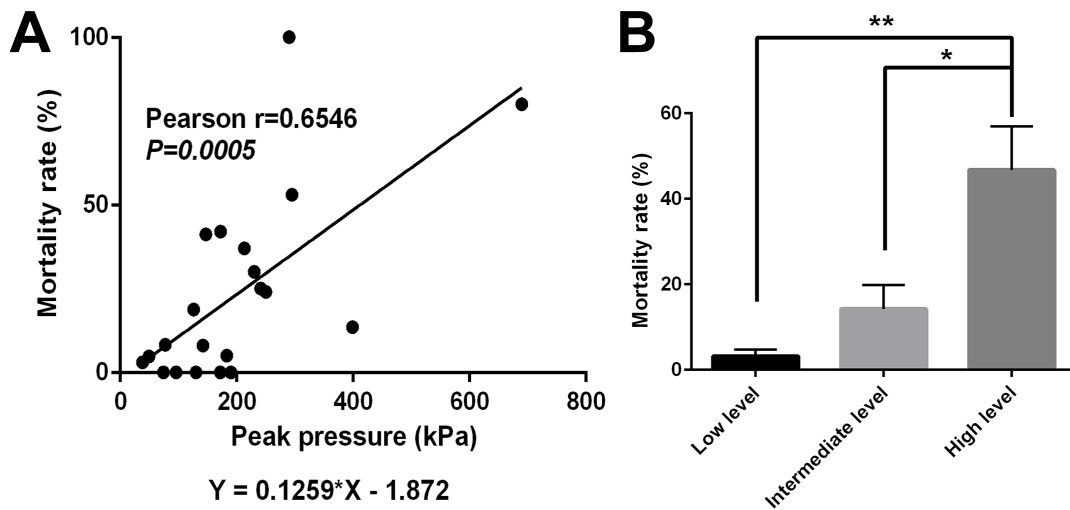 A
Mortality rate (%)
100
50
0
Pearson r=0.6546
P=0.0005
0 200 400 600 800
Peak pressure (kPa)
Y = 0.1259*X - 1.872
B
**
*
Mortality rate (%)
60
40
20
0
Low level
Intermediate level
High level